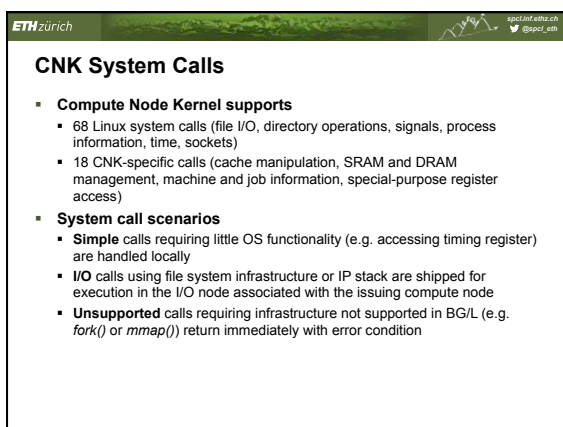 ETHzürich
spcl.inf.ethz.ch
@spcl_eth
CNK System Calls
▪ Compute Node Kernel supports
▪ 68 Linux system calls (file I/O, directory operations, signals, process
information, time, sockets)
▪ 18 CNK-specific calls (cache manipulation, SRAM and DRAM
management, machine and job information, special-purpose register
access)
▪ System call scenarios
▪ Simple calls requiring little OS functionality (e.g. accessing timing register)
are handled locally
▪ I/O calls using file system infrastructure or IP stack are shipped for
execution in the I/O node associated with the issuing compute node
▪ Unsupported calls requiring infrastructure not supported in BG/L (e.g.
fork() or mmap()) return immediately with error condition